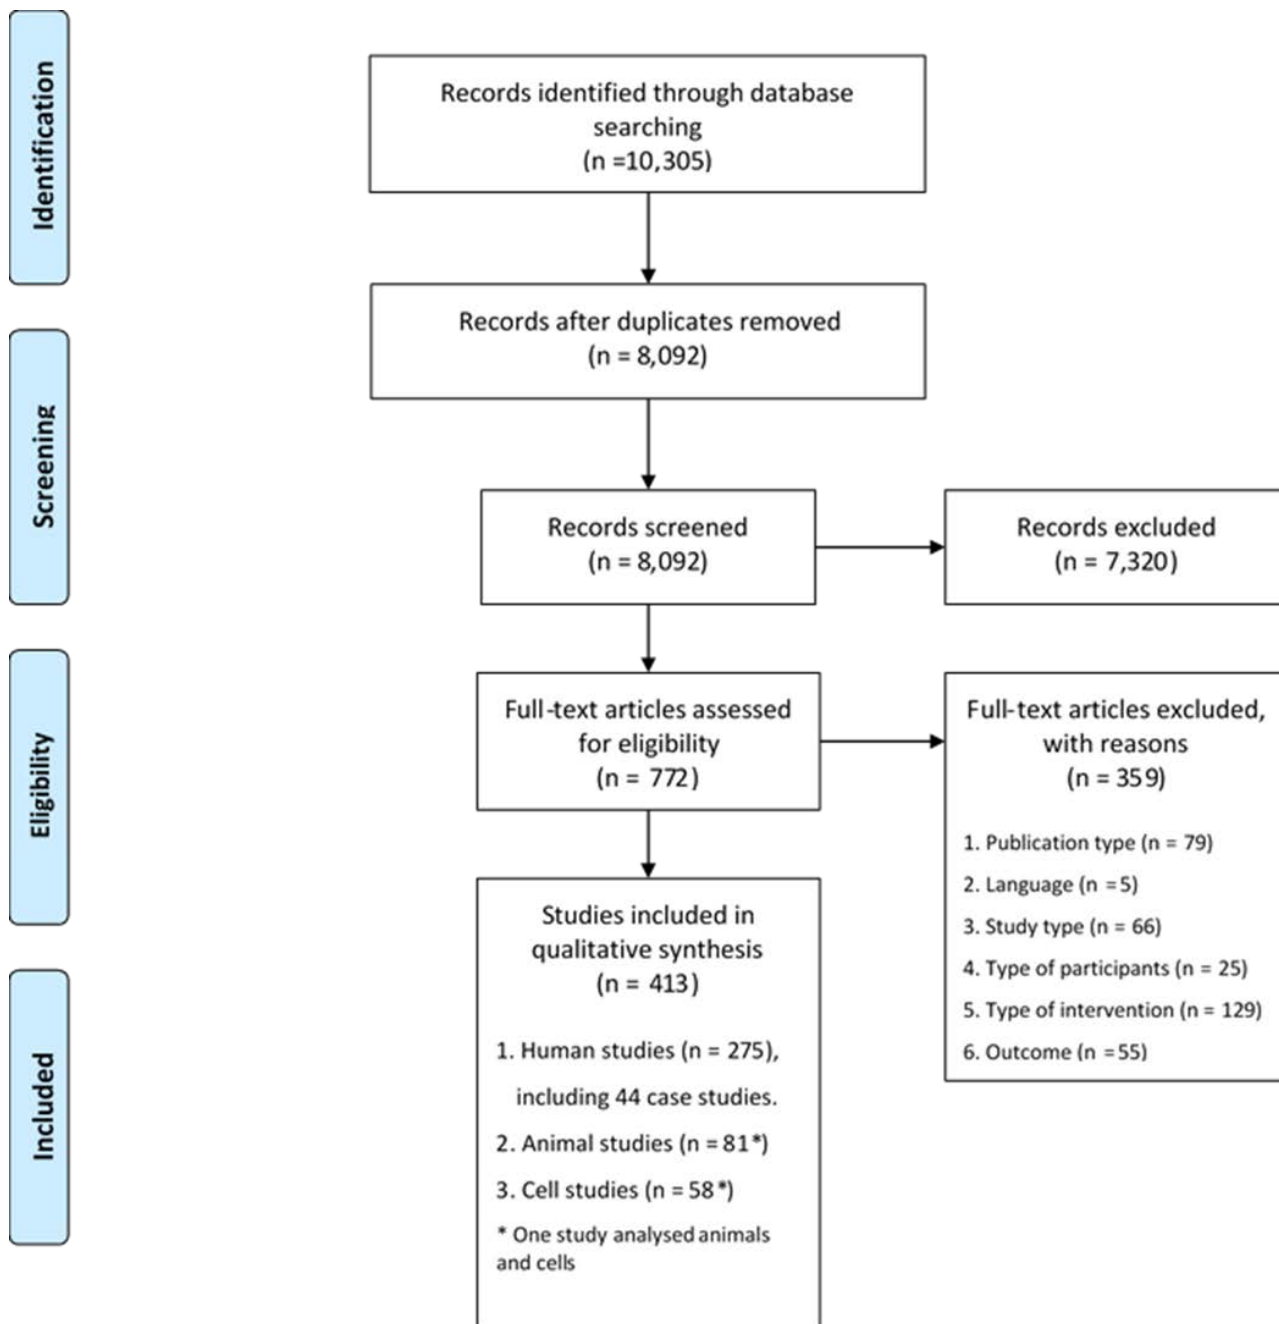 Identification
Records identified through database
searching
(n =10,305)
Records after duplicates removed
(n = 8,092)
Screening
Records screened
(n = 8,092)
Records excluded
(n = 7,320)
Eligibility
Full-text articles assessed
for eligibility
(n = 772)
Full-text articles excluded,
with reasons
(n = 359)
1. Publication type (n = 79)
2. Language (n =5)
3. Study type (n = 66)
4. Type of participants (n = 25)
5. Type of intervention (n = 129)
6. Outcome (n =55)
Included
Studies included in
qualitative synthesis
(n = 413)
1. Human studies (n = 275),
including 44 case studies.
2. Animal studies (n =81*)
3. Cell studies (n =58*)
* One study analysed animals
and cells